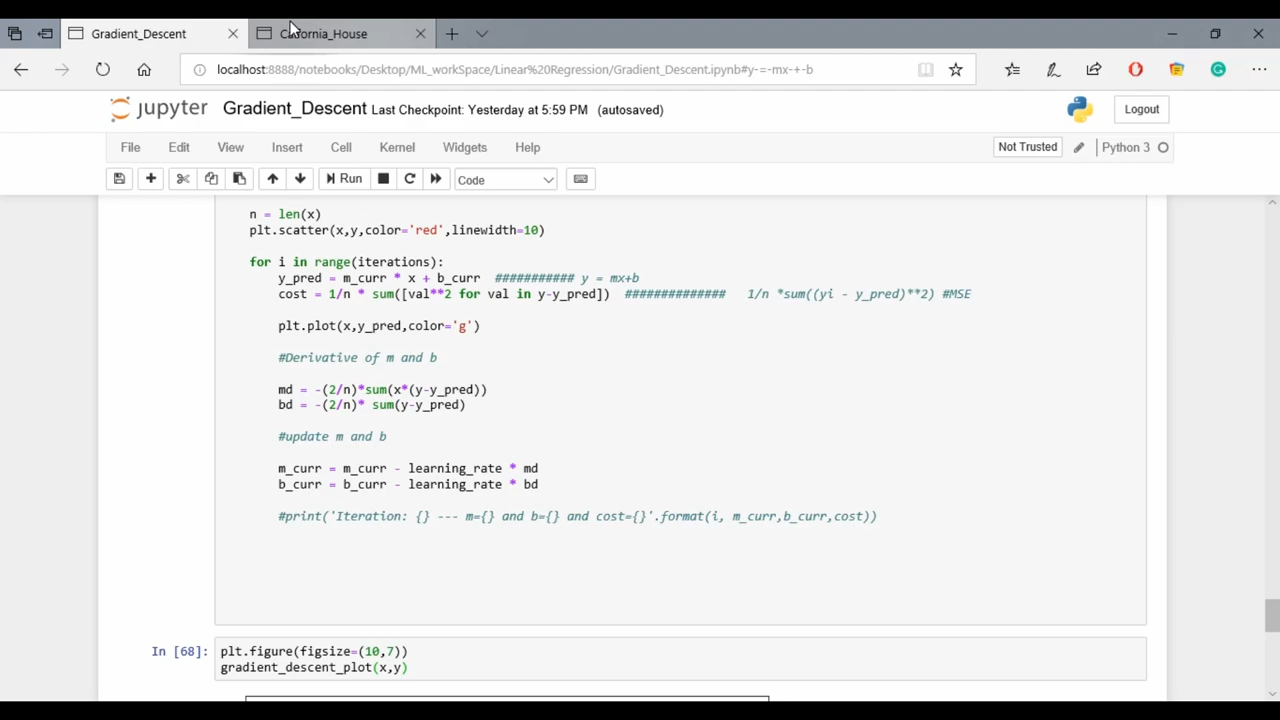 Gradient_Descent
California_House
localhost:8888/notebooks/Desktop/ML_workSpace/Linear%20Regression/Gradient_Descent.ipynb#y-=-mx-+-b
jupyter Gradient_Descent Last Checkpoint: Yesterday at 5:59 PM (autosaved)
Logout
File Edit View Insert Cell Kernel Widgets Help
Not Trusted
Python 3
Run
Code
n = len(x)
plt.scatter(x,y,color='red',linewidth=10)
for i in range(iterations):
y_pred = m_curr * x + b_curr ########### y = mx+b
cost = 1/n * sum([val**2 for val in y-y_pred]) ############## 1/n *sum((yi - y_pred)**2) #MSE
plt.plot(x,y_pred,color='g')
#Derivative of m and b
md = -(2/n)*sum(x*(y-y_pred))
bd = -(2/n)* sum(y-y_pred)
#update m and b
m_curr = m_curr - learning_rate * md
b_curr = b_curr - learning_rate * bd
#print('Iteration: {} --- m={} and b={} and cost={}'.format(i, m_curr,b_curr,cost))
In [68]: plt.figure(figsize=(10,7))
gradient_descent_plot(x,y)